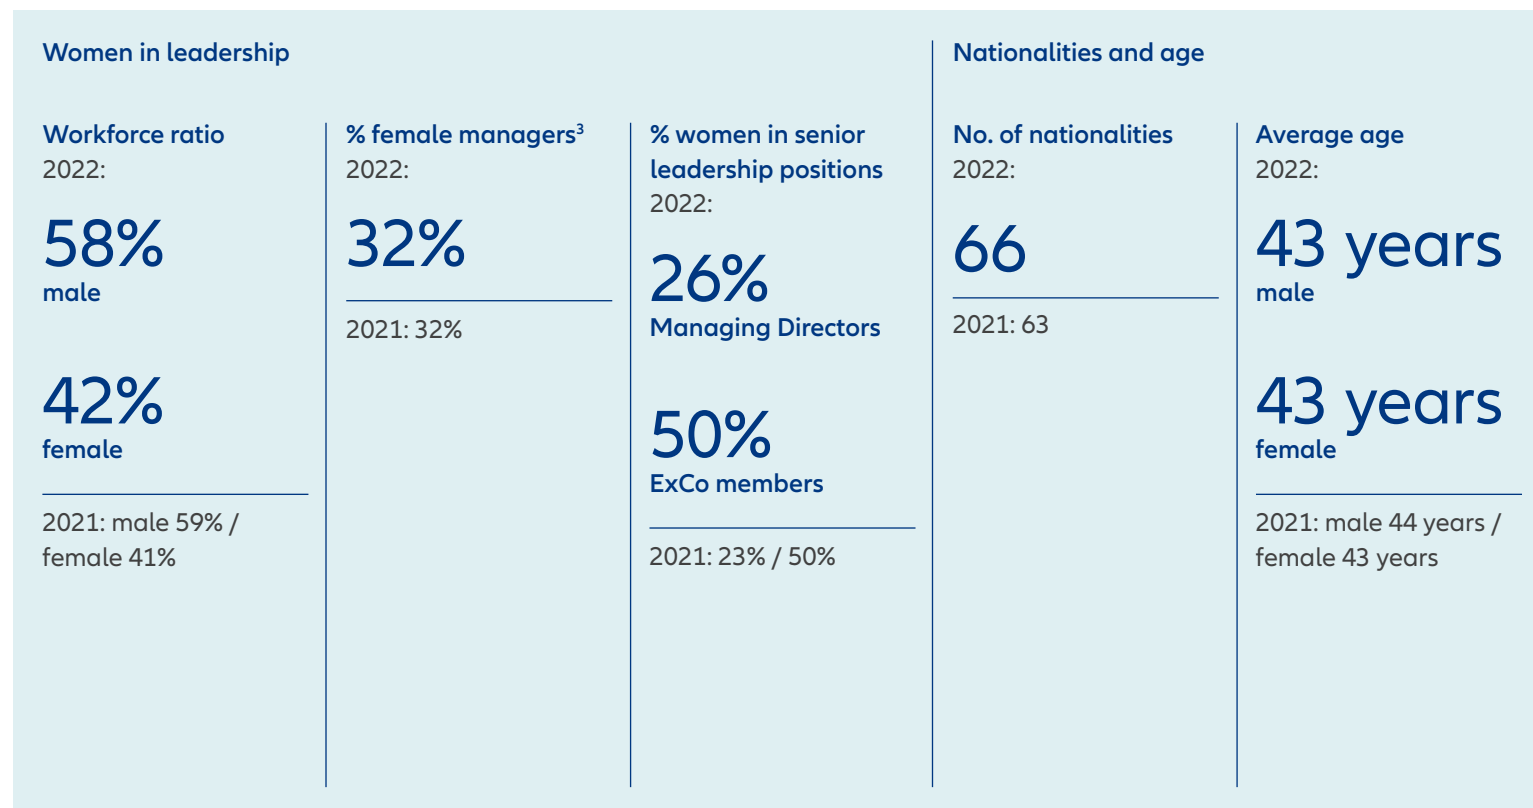 Women in leadership
Workforce ratio
2022:
58%
male
42%
female
2021: male 59% /
female 41%
% female managers³
2022:
32%
2021: 32%
% women in senior
leadership positions
2022:
26%
Managing Directors
50%
ExCo members
2021: 23% / 50%
Nationalities and age
No. of nationalities
2022:
66
2021: 63
Average age
2022:
43 years
male
43 years
female
2021: male 44 years /
female 43 years